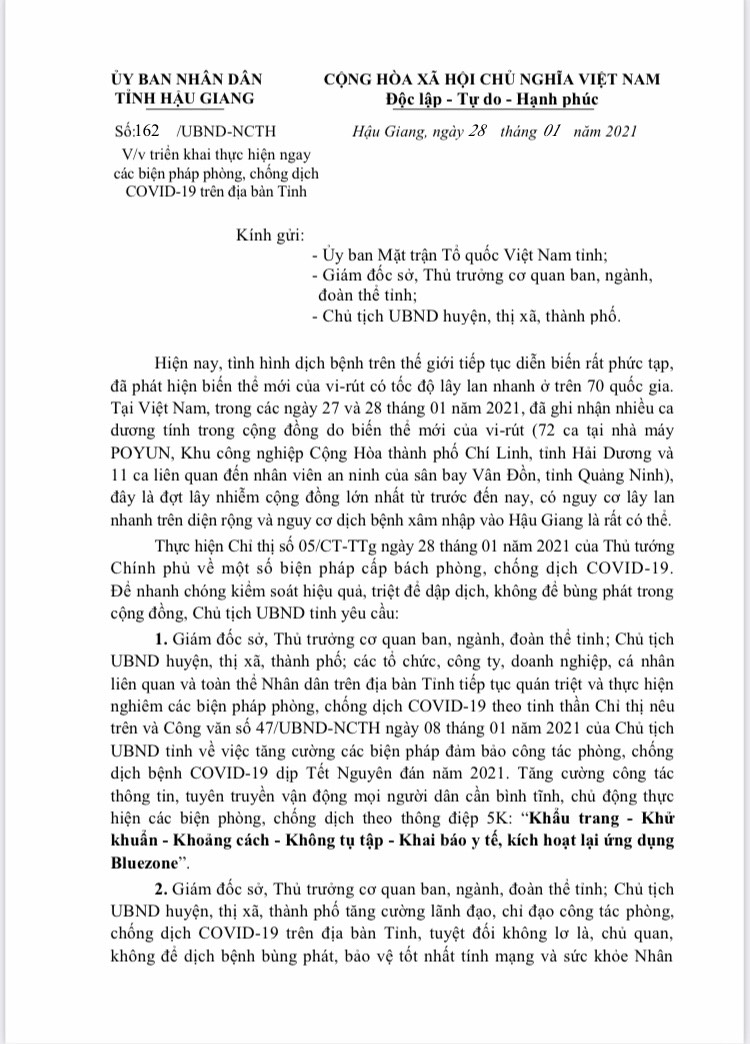 ỦY BAN NHÂN DÂN
TỈNH HẬU GIANG
CỘNG HÒA XÃ HỘI CHỦ NGHĨA VIỆT NAM
Độc lập - Tự do - Hạnh phúc
Số:162 /UBND-NCTH
Hậu Giang, ngày 28 tháng 01 năm 2021
V/v triển khai thực hiện ngay
các biện pháp phòng, chống dịch
COVID-19 trên địa bàn Tỉnh
Kính gửi:
- Ủy ban Mặt trận Tổ quốc Việt Nam tỉnh;
- Giám đốc sở, Thủ trưởng cơ quan ban, ngành,
đoàn thể tỉnh;
- Chủ tịch UBND huyện, thị xã, thành phố.
Hiện nay, tình hình dịch bệnh trên thế giới tiếp tục diễn biến rất phức tạp,
đã phát hiện biến thể mới của vi-rút có tốc độ lây lan nhanh ở trên 70 quốc gia.
Tại Việt Nam, trong các ngày 27 và 28 tháng 01 năm 2021, đã ghi nhận nhiều ca
dương tính trong cộng đồng do biến thể mới của vi-rút (72 ca tại nhà máy
POYUN, Khu công nghiệp Cộng Hòa thành phố Chí Linh, tỉnh Hải Dương và
11 ca liên quan đến nhân viên an ninh của sân bay Vân Đồn, tỉnh Quảng Ninh),
đây là đợt lây nhiễm cộng đồng lớn nhất từ trước đến nay, có nguy cơ lây lan
nhanh trên diện rộng và nguy cơ dịch bệnh xâm nhập vào Hậu Giang là rất có thể.
Thực hiện Chỉ thị số 05/CT-TTg ngày 28 tháng 01 năm 2021 của Thủ tướng
Chính phủ về một số biện pháp cấp bách phòng, chống dịch COVID-19.
Để nhanh chóng kiểm soát hiệu quả, triệt để dập dịch, không để bùng phát trong
cộng đồng, Chủ tịch UBND tỉnh yêu cầu:
1. Giám đốc sở, Thủ trưởng cơ quan ban, ngành, đoàn thể tỉnh; Chủ tịch
UBND huyện, thị xã, thành phố; các tổ chức, công ty, doanh nghiệp, cá nhân
liên quan và toàn thể Nhân dân trên địa bàn Tỉnh tiếp tục quán triệt và thực hiện
nghiêm các biện pháp phòng, chống dịch COVID-19 theo tinh thần Chỉ thị nêu
trên và Công văn số 47/UBND-NCTH ngày 08 tháng 01 năm 2021 của Chủ tịch
UBND tỉnh về việc tăng cường các biện pháp đảm bảo công tác phòng, chống
dịch bệnh COVID-19 dịp Tết Nguyên đán năm 2021. Tăng cường công tác
thông tin, tuyên truyền vận động mọi người dân cần bình tĩnh, chủ động thực
hiện các biện phòng, chống dịch theo thông điệp 5K: “Khẩu trang - Khử
khuẩn - Khoảng cách - Không tụ tập - Khai báo y tế, kích hoạt lại ứng dụng
Bluezone”.
2. Giám đốc sở, Thủ trưởng cơ quan ban, ngành, đoàn thể tỉnh; Chủ tịch
UBND huyện, thị xã, thành phố tăng cường lãnh đạo, chỉ đạo công tác phòng,
chống dịch COVID-19 trên địa bàn Tỉnh, tuyệt đối không lơ là, chủ quan,
không để dịch bệnh bùng phát, bảo vệ tốt nhất tính mạng và sức khỏe Nhân